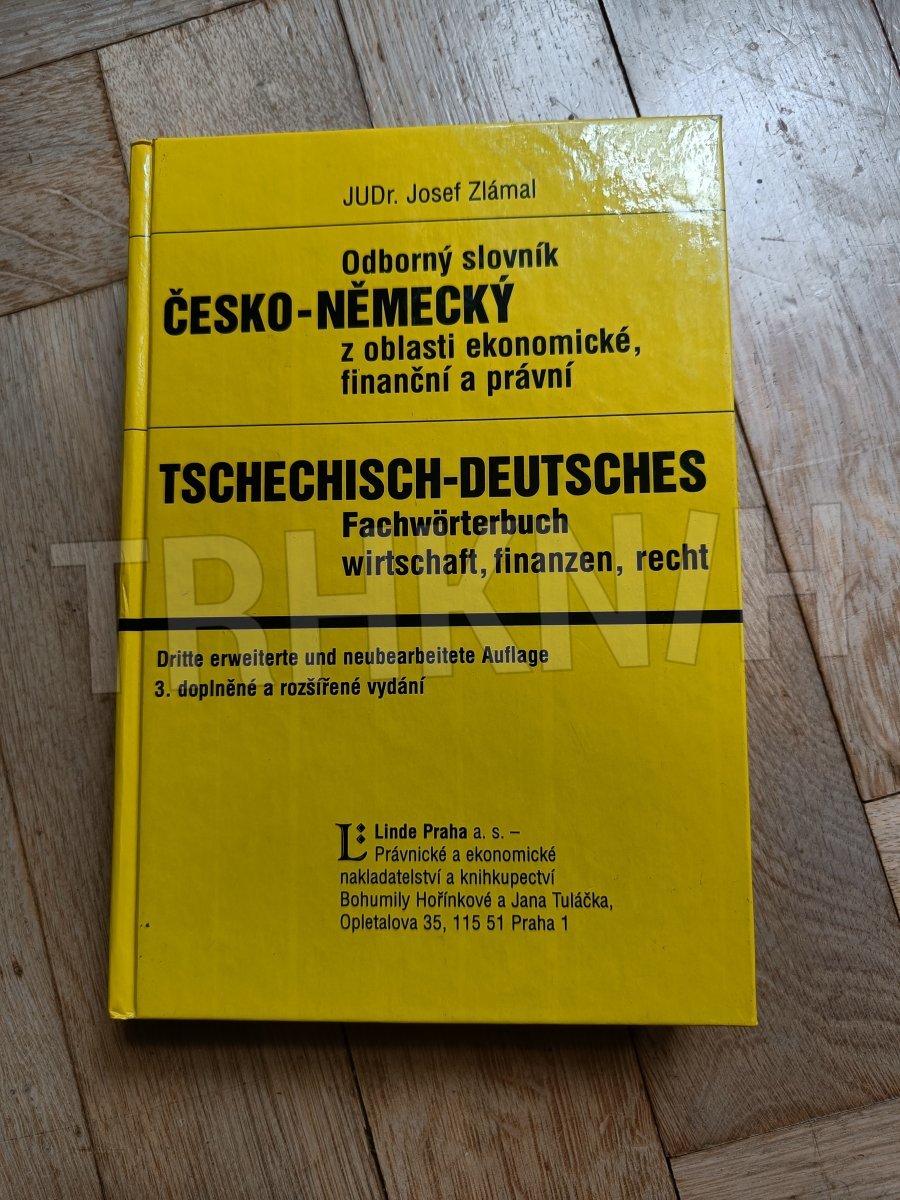 JUDr. Josef Zlámal
Odborný slovník
ČESKO-NĚMECKÝ
z oblasti ekonomické,
finanční a právní
TSCHECHISCH-DEUTSCHES
Fachwörterbuch
wirtschaft, finanzen, recht
TRHKNIH
Dritte erweiterte und neubearbeitete Auflage
3. doplněné a rozšířené vydání
Linde Praha a. s. –
Právnické a ekonomické
nakladatelství a knihkupectví
Bohumily Hořínkové a Jana Tuláčka,
Opletalova 35, 115 51 Praha 1